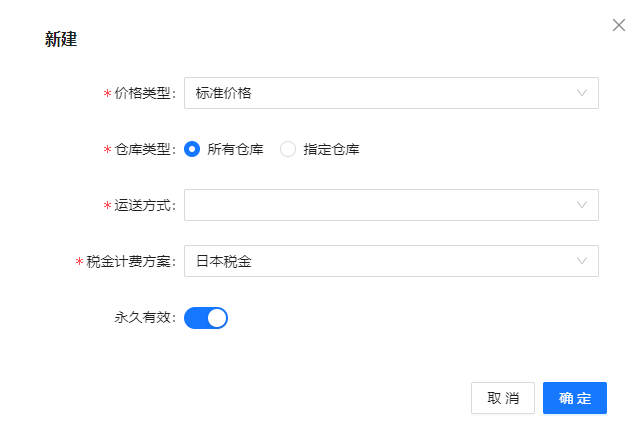 新建
* 价格类型: 标准价格
* 仓库类型: 所有仓库 指定仓库
* 运送方式:
* 税金计费方案: 日本税金
永久有效:
取 消 确 定